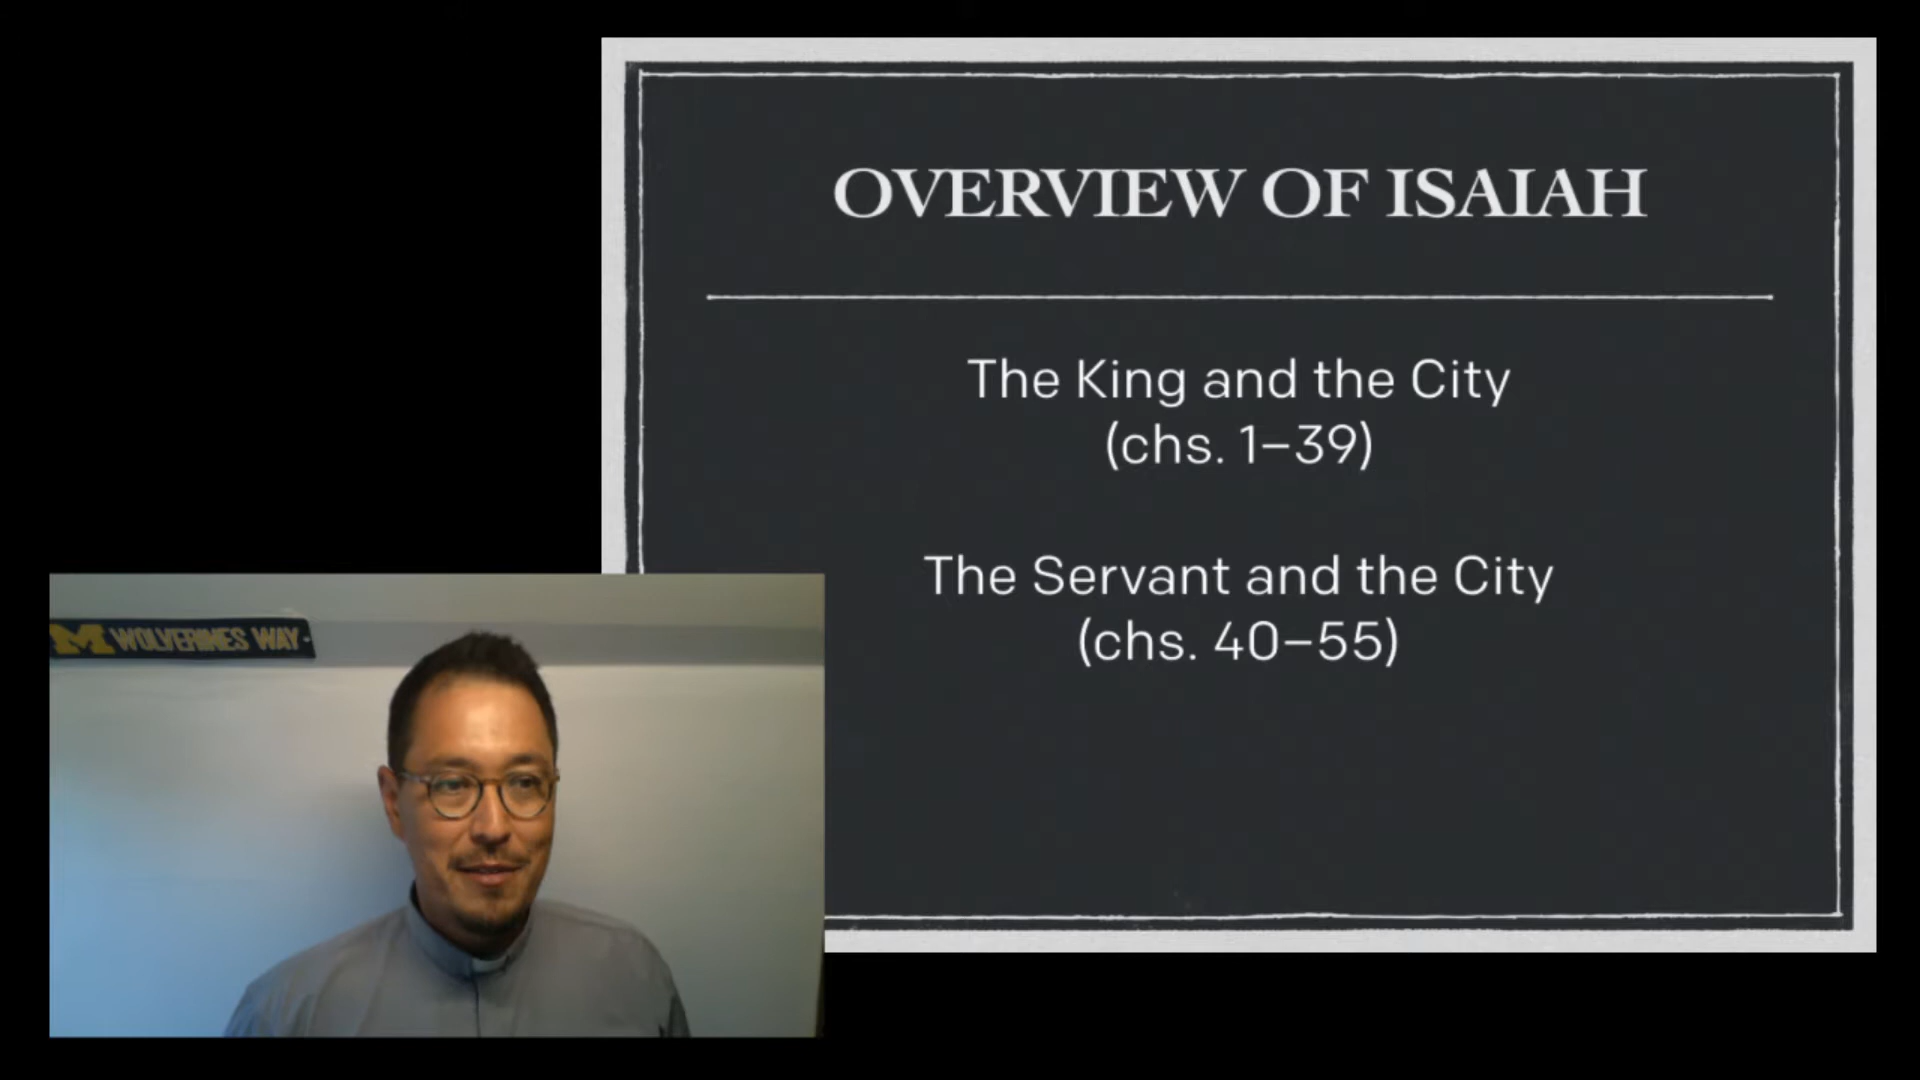 OVERVIEW OF ISAIAH
The King and the City
(chs. 1–39)
The Servant and the City
(chs. 40–55)
M WOLVERINES WAY